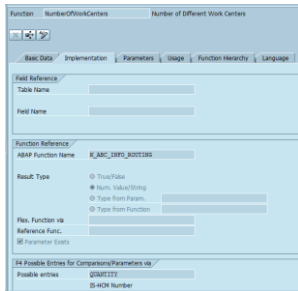 Function NumberOfWorkCenters Number of Different Work Centers
Basic Data Implementation Parameters Usage Function Hierarchy Language
Field Reference
Table Name
Field Name
Function Reference
ABAP Function Name N_ABC_INFO_ROUTING
Result Type True/False
Num. Value/String
Type from Param.
Type from Function
Flex. Function via
Reference Func.
Parameter Exists
F4 Possible Entries for Comparisons/Parameters via
Possible entries QUANTITY
IS-HCM Number